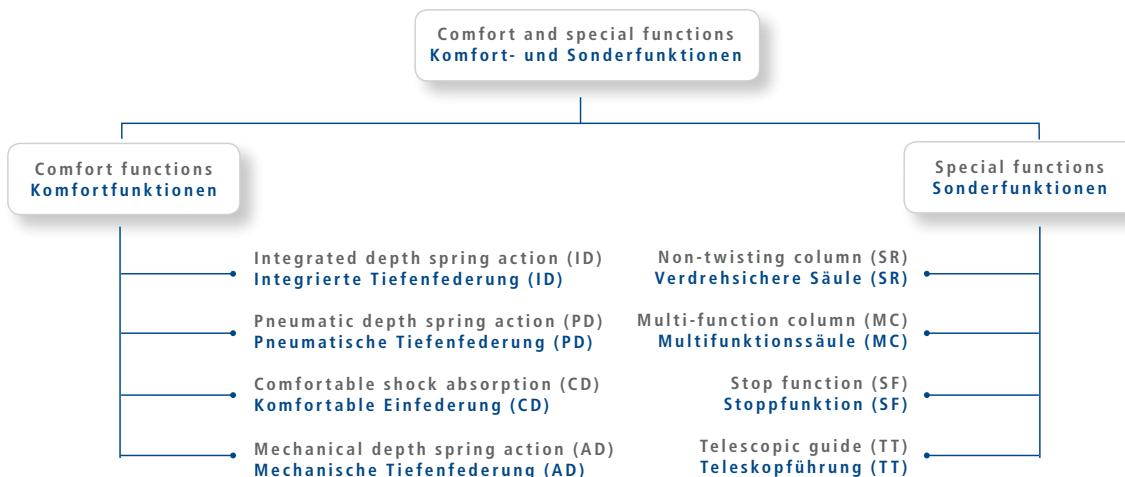 Comfort and special functions
Komfort- und Sonderfunktionen
Comfort functions
Komfortfunktionen
Special functions
Sonderfunktionen
Integrated depth spring action (ID)
Integrierte Tiefenfederung (ID)
Pneumatic depth spring action (PD)
Pneumatische Tiefenfederung (PD)
Comfortable shock absorption (CD)
Komfortable Einfederung (CD)
Mechanical depth spring action (AD)
Mechanische Tiefenfederung (AD)
Non-twisting column (SR)
Verdrehsichere Säule (SR)
Multi-function column (MC)
Multifunktionssäule (MC)
Stop function (SF)
Stoppfunktion (SF)
Telescopic guide (TT)
Teleskopführung (TT)